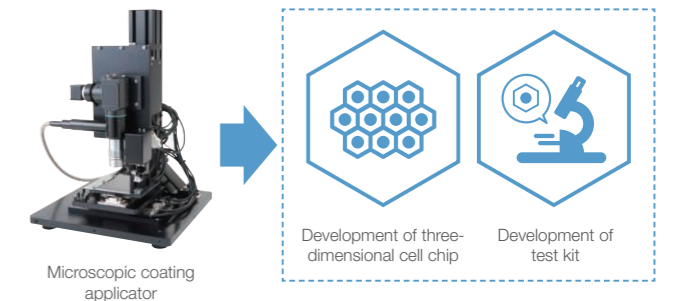 Microscopic coating
applicator
Development of three-
dimensional cell chip
Development of
test kit